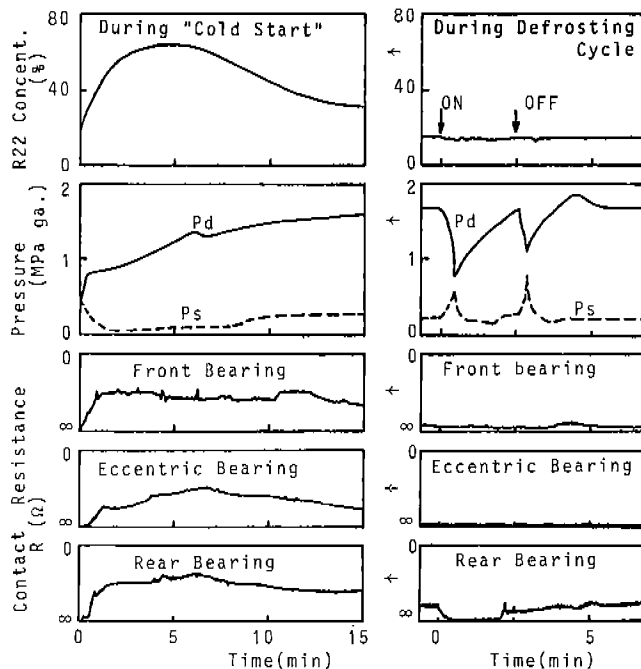 During "Cold Start"
R22 Concent.
(%)
80
40
0
During Defrosting
Cycle
80
40
0
ON
OFF
Pressure
(MPa ga.)
2
1
0
Pd
Ps
2
1
0
Pd
Ps
Contact Resistance
R (Ω)
0
∞
Front Bearing
0
∞
Front bearing
0
∞
Eccentric Bearing
0
∞
Eccentric Bearing
0
∞
Rear Bearing
0
∞
Rear Bearing
0 5 10 15
Time(min)
0 5
Time(min)